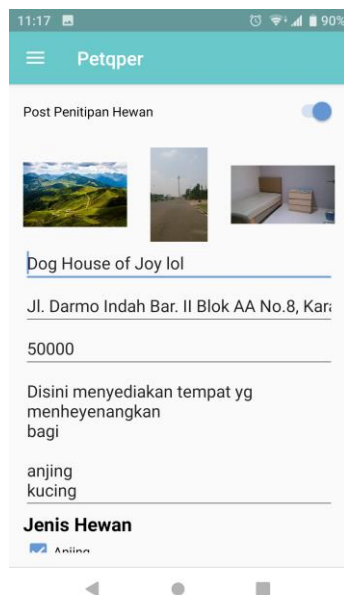 11:17 90%
Petqper
Post Penitipan Hewan
Dog House of Joy lol
Jl. Darmo Indah Bar. II Blok AA No.8, Kara
50000
Disini menyediakan tempat yg
menheyenangkan
bagi
anjing
kucing
Jenis Hewan
Anjing